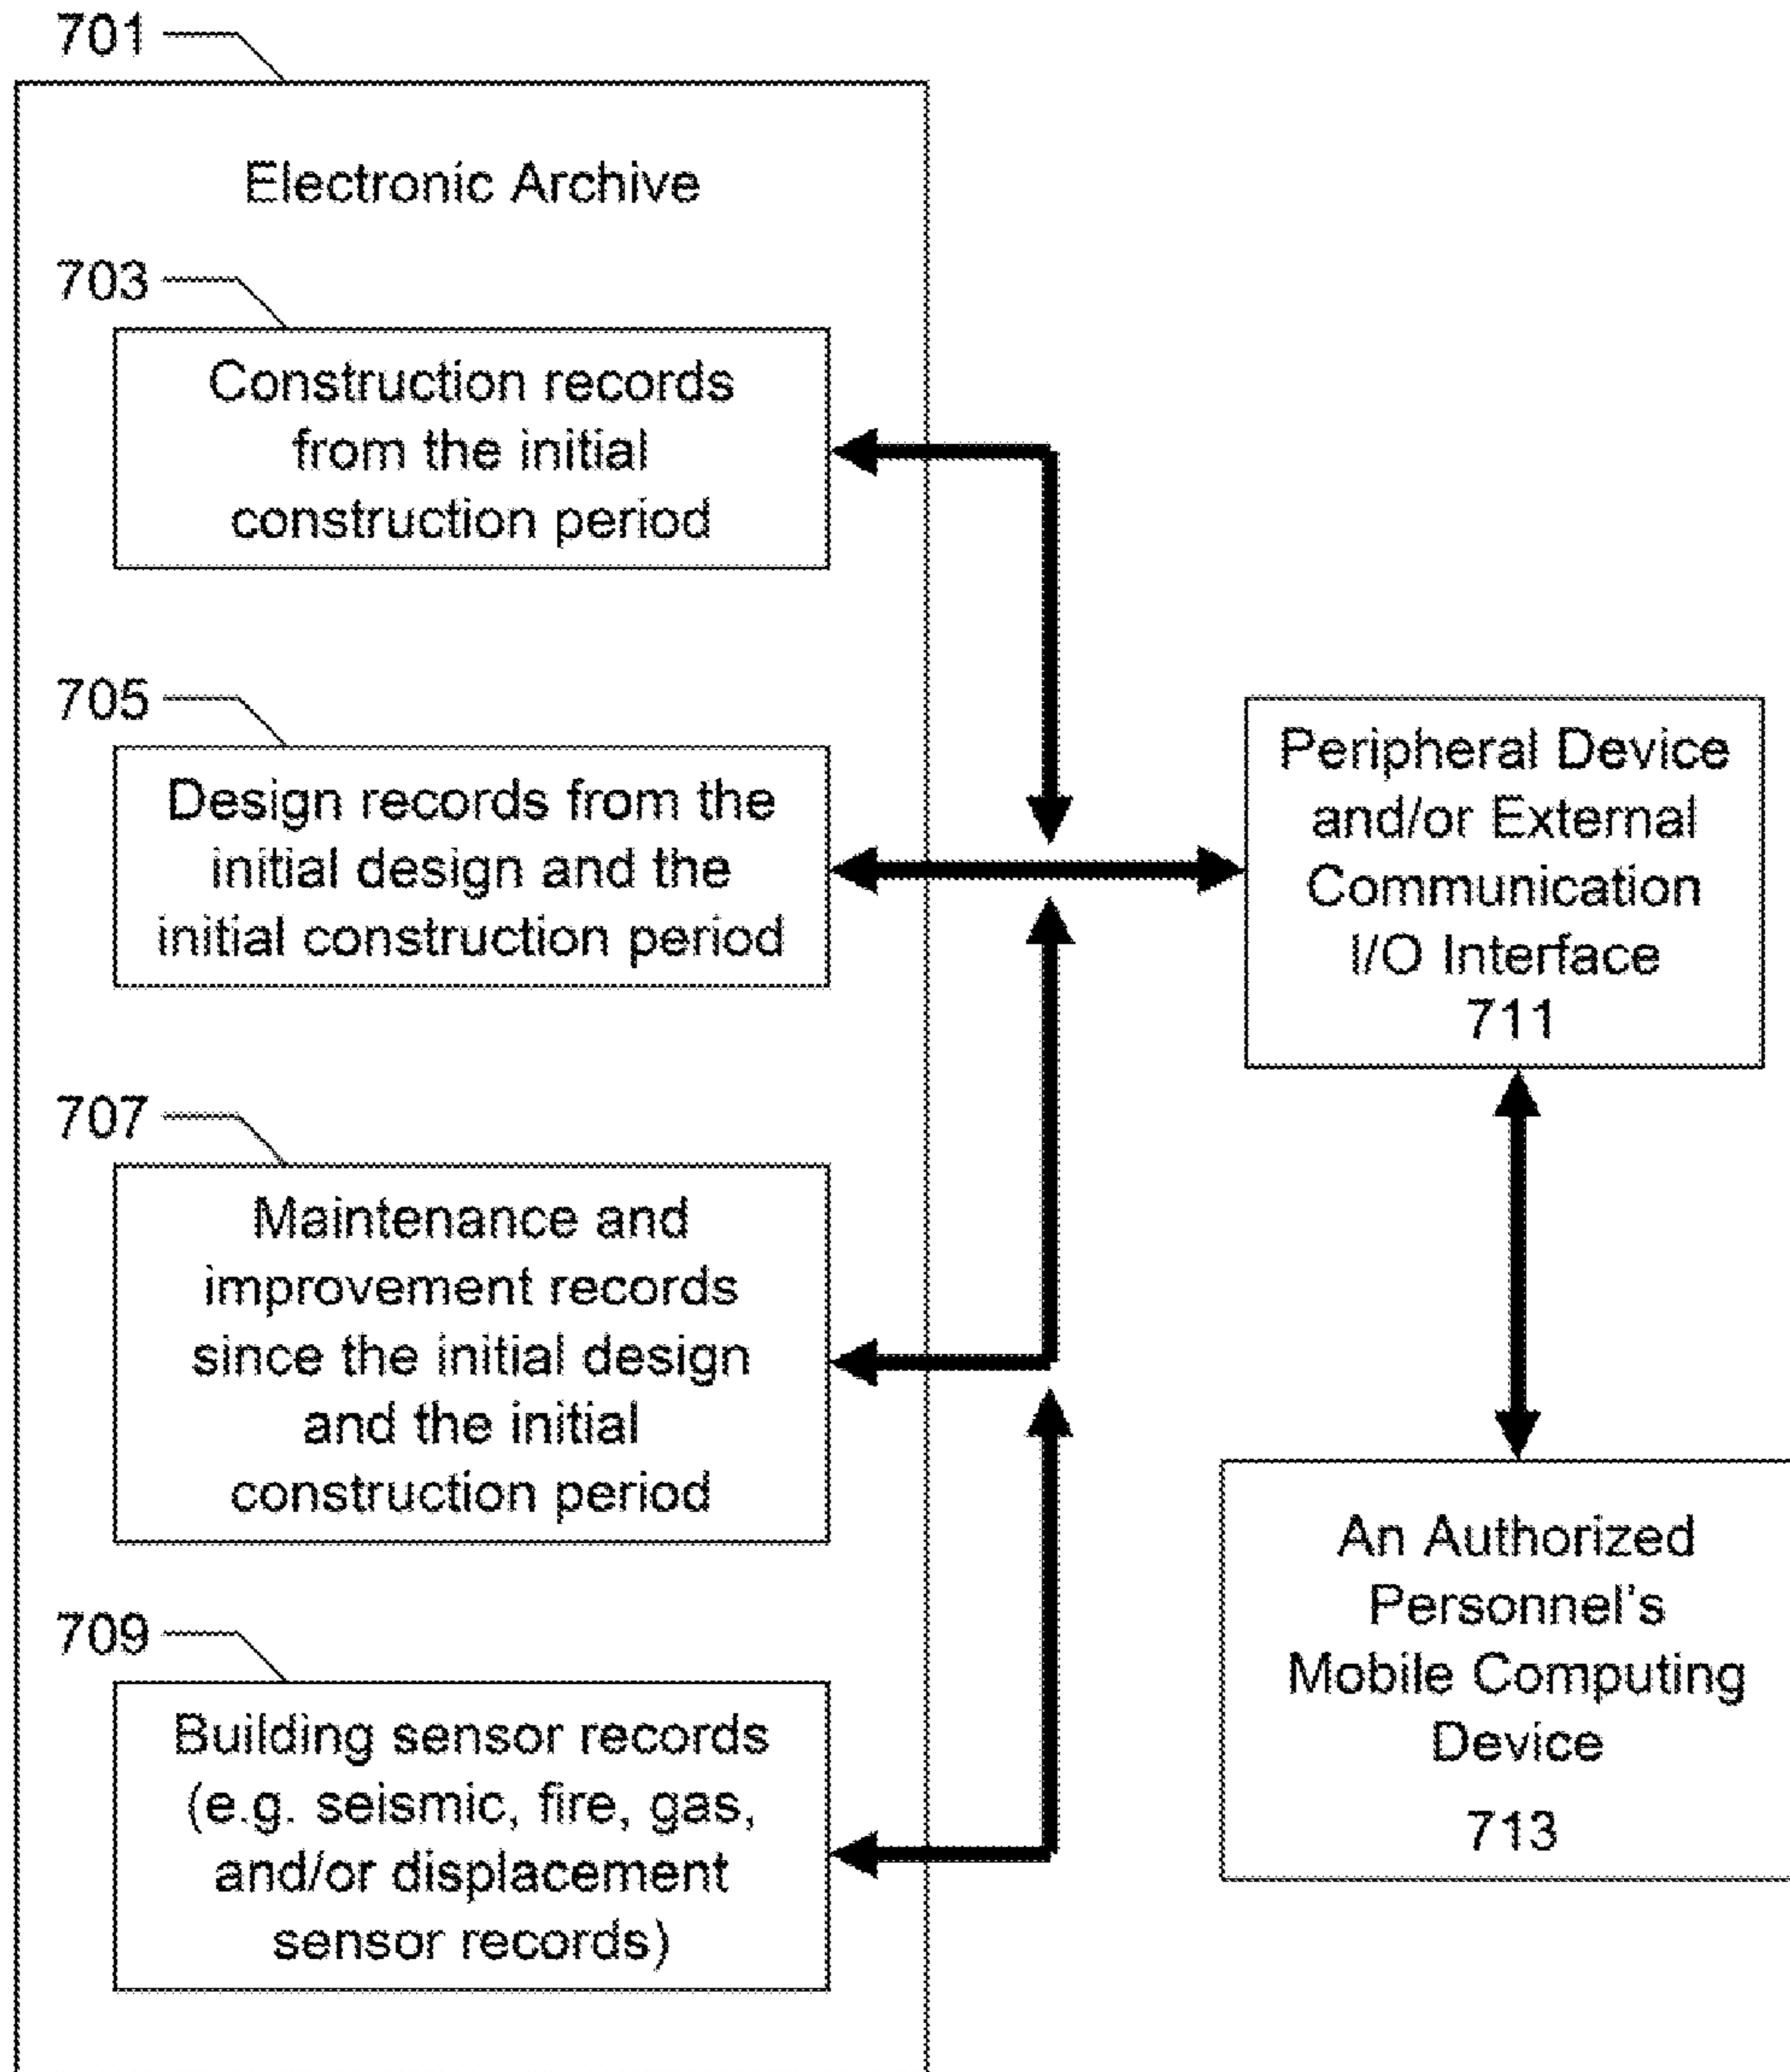 701
Electronic Archive
703
Construction records
from the initial
construction period
705
Design records from the
initial design and the
initial construction period
707
Maintenance and
improvement records
since the initial design
and the initial
construction period
709
Building sensor records
(e.g. seismic, fire, gas,
and/or displacement
sensor records)
Peripheral Device
and/or External
Communication
I/O Interface
711
An Authorized
Personnel's
Mobile Computing
Device
713